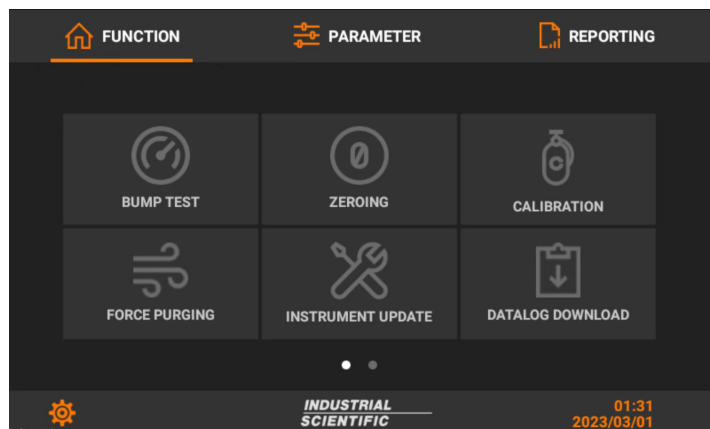 FUNCTION PARAMETER REPORTING
0 C
BUMP TEST ZEROING CALIBRATION
FORCE PURGING INSTRUMENT UPDATE DATALOG DOWNLOAD
INDUSTRIAL 01:31
SCIENTIFIC 2023/03/01